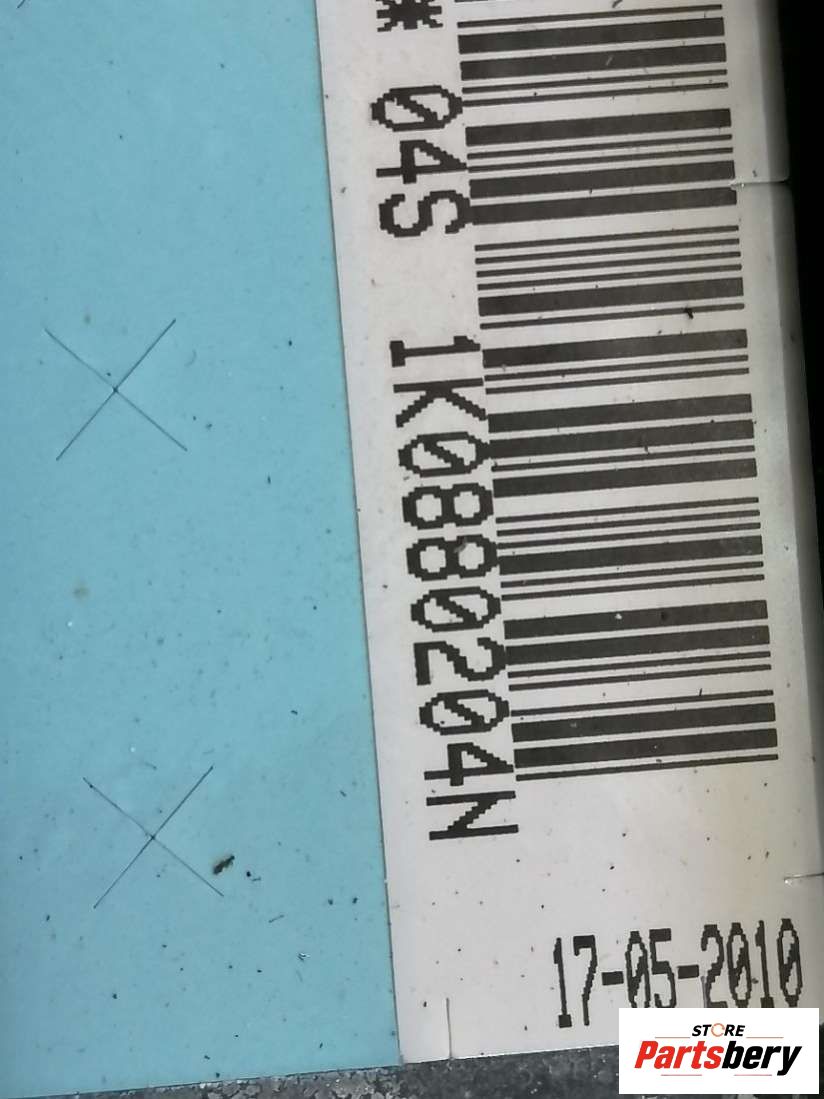 * 04S 1K0880204N
17-05-2010
STORE
Partsbery